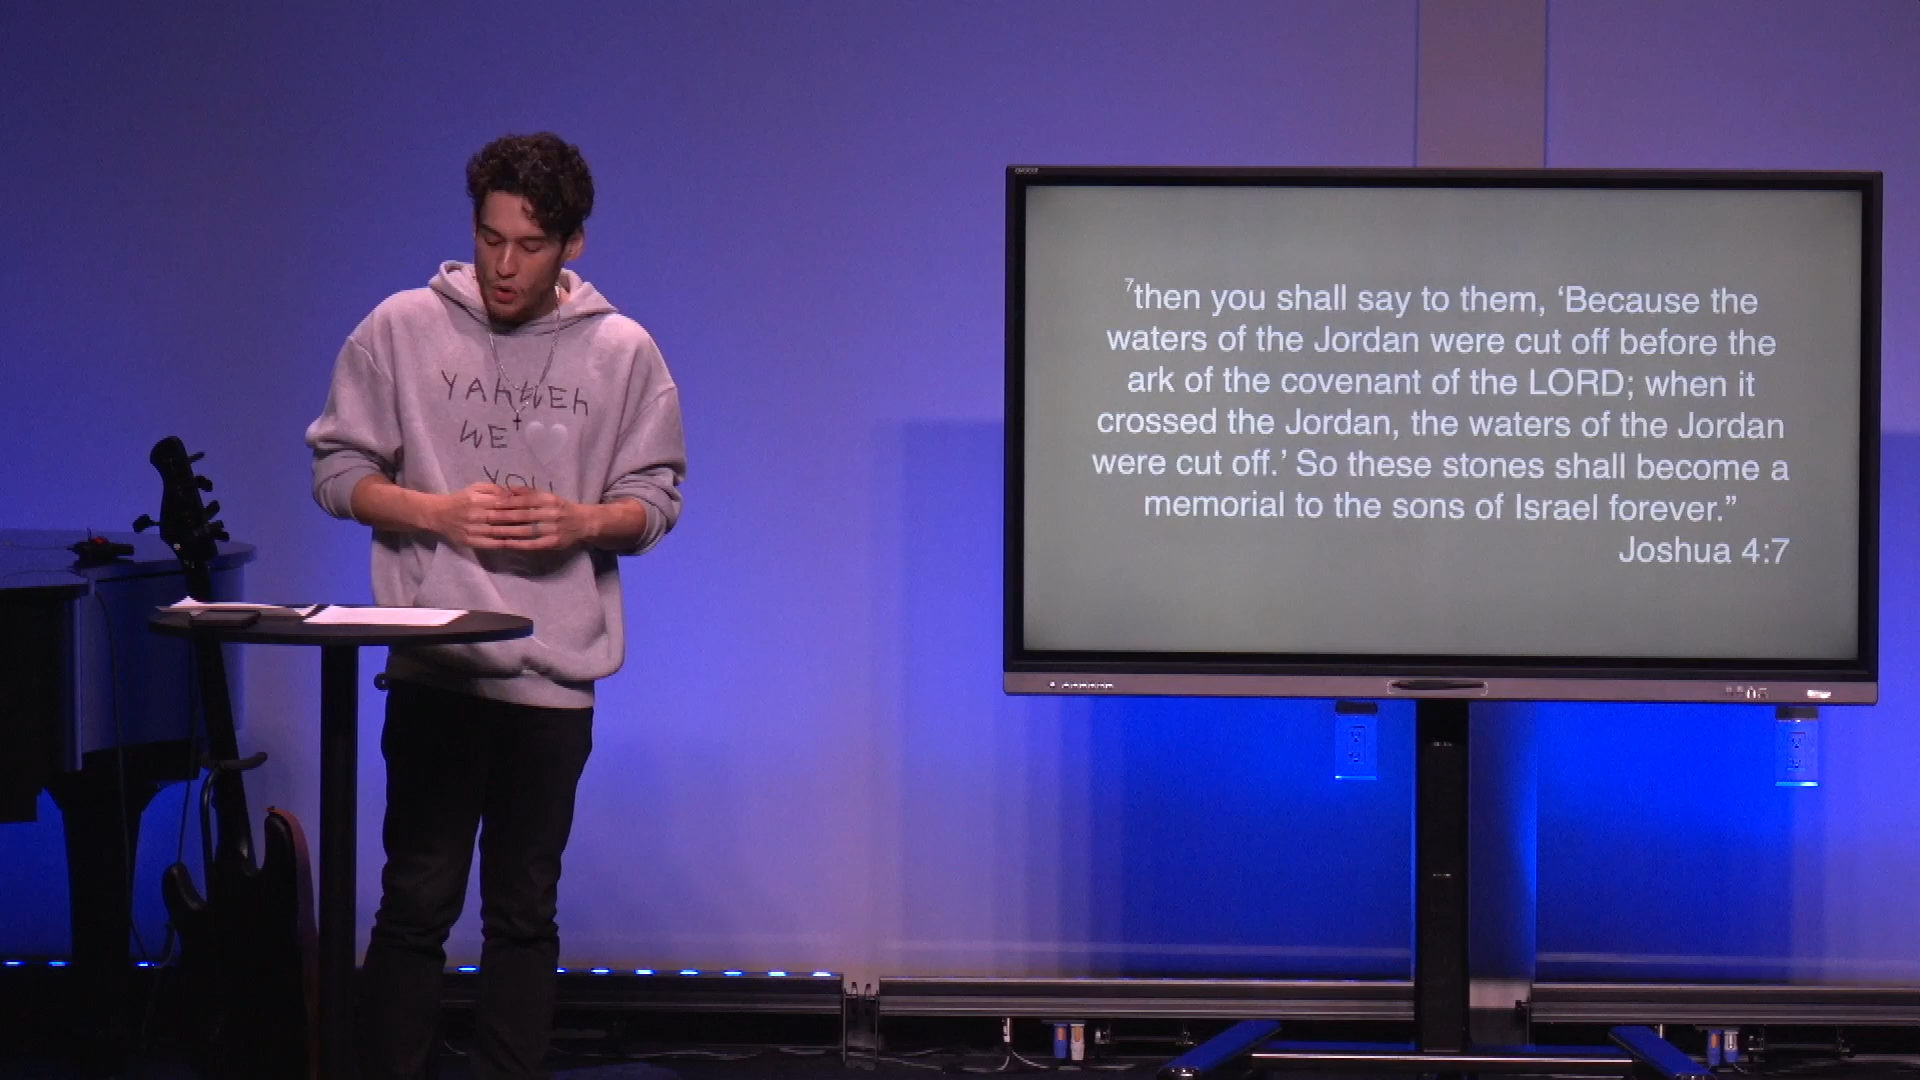 YAHWEH
WE 🤍
YOU
7then you shall say to them, ‘Because the
waters of the Jordan were cut off before the
ark of the covenant of the LORD; when it
crossed the Jordan, the waters of the Jordan
were cut off.’ So these stones shall become a
memorial to the sons of Israel forever.”
Joshua 4:7